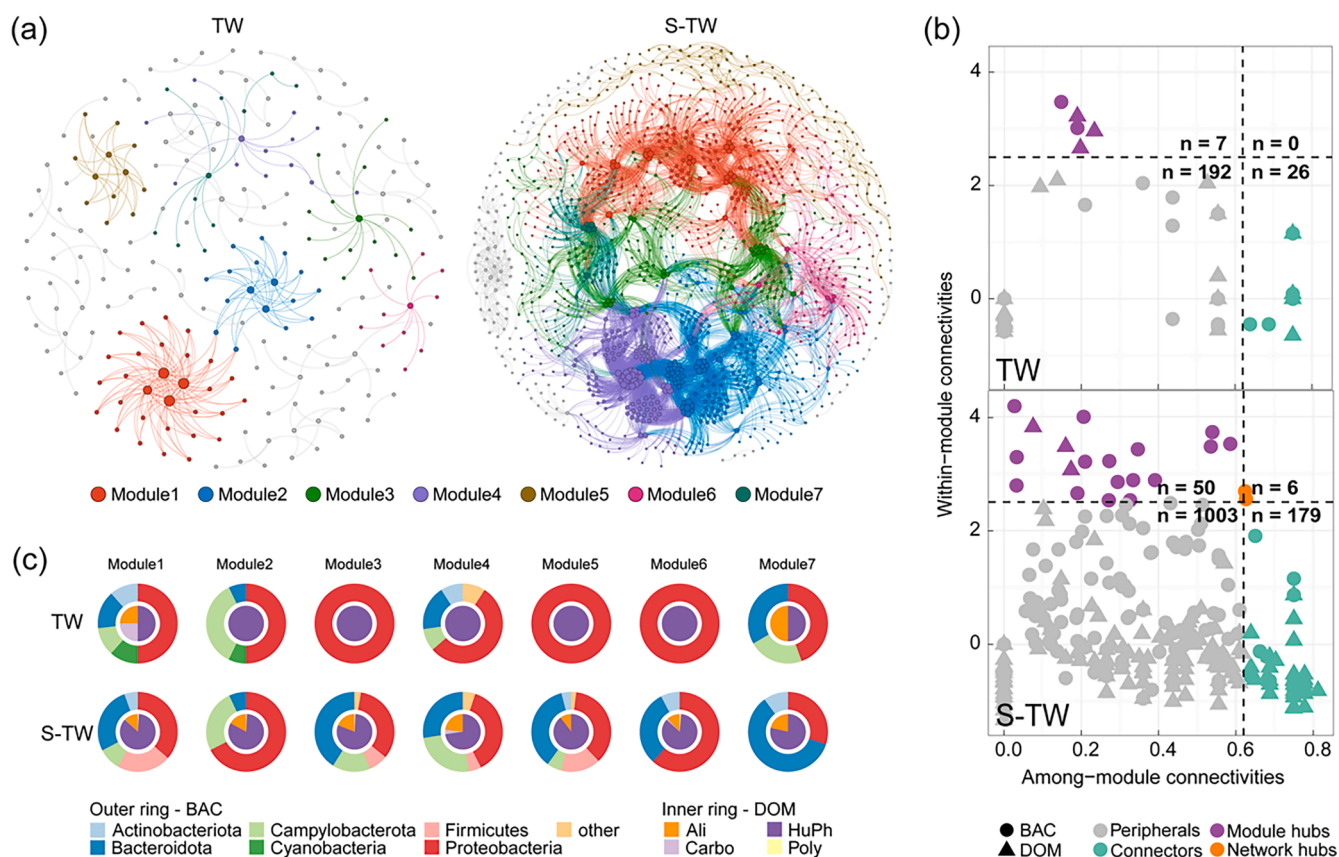 (a)
TW
S-TW
Module1
Module2
Module3
Module4
Module5
Module6
Module7
(b)
Within-module connectivities
4
2
0
n = 7
n = 0
n = 192
n = 26
TW
4
2
0
n = 50
n = 6
n = 1003
n = 179
S-TW
0.0
0.2
0.4
0.6
0.8
Among-module connectivities
BAC
DOM
Peripherals
Connectors
Module hubs
Network hubs
(c)
Module1
Module2
Module3
Module4
Module5
Module6
Module7
TW
S-TW
Outer ring - BAC
Actinobacteriota
Campylobacterota
Firmicutes
other
Bacteroidota
Cyanobacteria
Proteobacteria
Inner ring - DOM
Ali
HuPh
Carbo
Poly